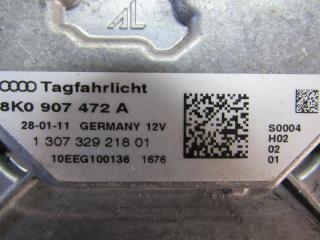 AL
Tagfahrlicht
8K0 907 472 A
28-01-11 GERMANY 12V
1 307 329 218 01
10EEG100136 1676
S0004
H02
02
01